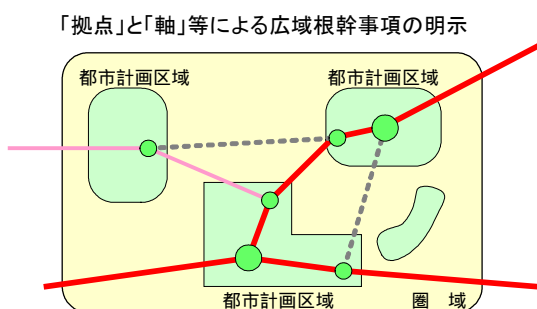 「拠点」と「軸」等による広域根幹事項の明示
都市計画区域
都市計画区域
都市計画区域
圏 域